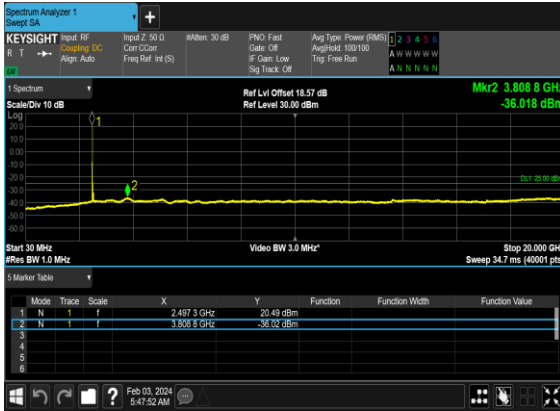 Spectrum Analyzer 1
Swept SA
+
KEYSIGHT Input: RF Input Z: 50 Ω #Atten: 30 dB PNO: Fast Avg Type: Power (RMS) 1 2 3 4 5 6
R T Coupling: DC Corr CCorr Gate: Off Avg|Hold: 100/100 A W W W W W
Align: Auto Freq Ref: Int (S) IF Gain: Low Trig: Free Run
Sig Track: Off A N N N N N
1 Spectrum Ref Lvl Offset 18.57 dB Mkr2 3.808 8 GHz
Scale/Div 10 dB Ref Level 30.00 dBm -36.018 dBm
Log
20.0
10.0
0.00
-10.0
-20.0
-30.0
-40.0
-50.0
-60.0
1
2
DL1 -25.00 dBm
Start 30 MHz Video BW 3.0 MHz* Stop 20.000 GH
#Res BW 1.0 MHz Sweep 34.7 ms (40001 pts
5 Marker Table
Mode Trace Scale X Y Function Function Width Function Value
1 N 1 f 2.497 3 GHz 20.49 dBm
2 N 1 f 3.808 8 GHz -36.02 dBm
3
4
5
6
? Feb 03, 2024
5:47:52 AM